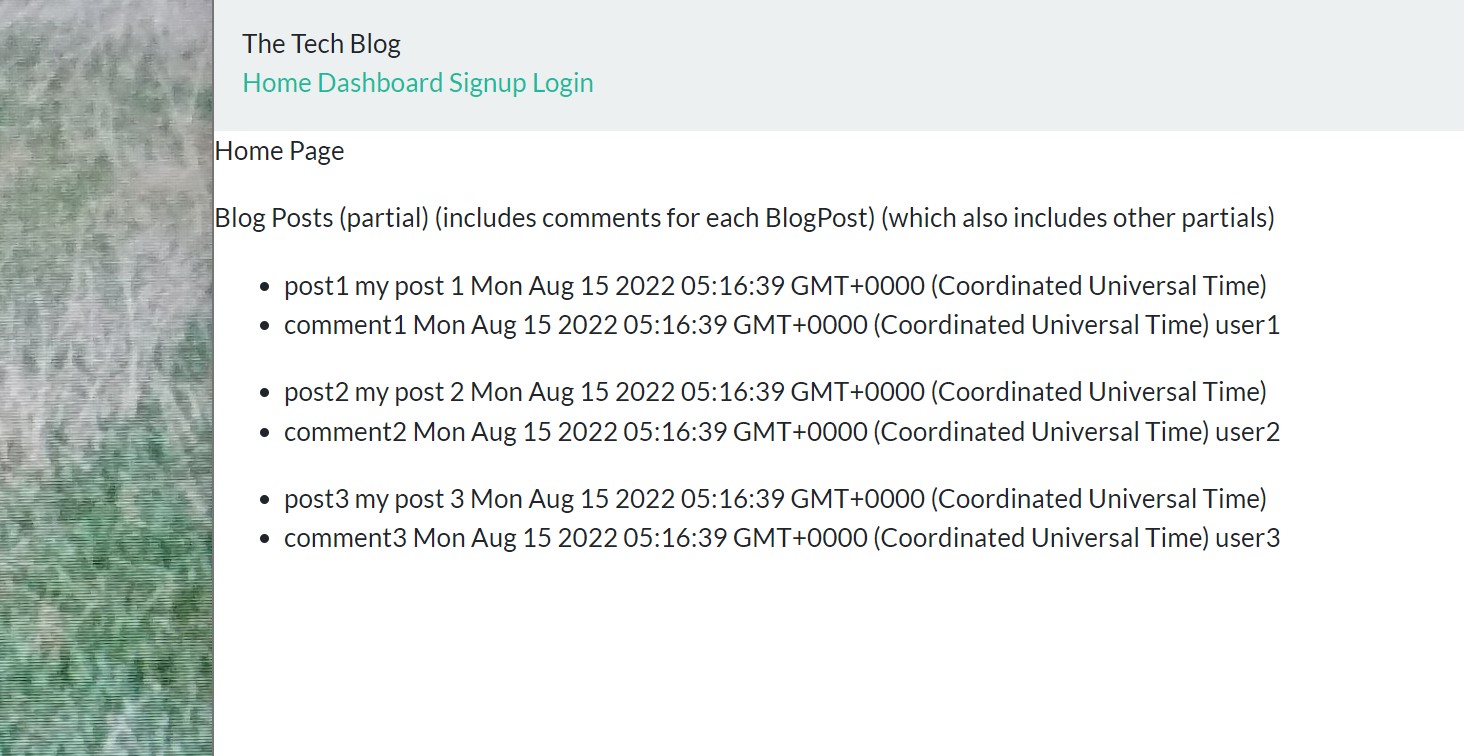 The Tech Blog
Home Dashboard Signup Login
Home Page
Blog Posts (partial) (includes comments for each BlogPost) (which also includes other partials)
post1 my post 1 Mon Aug 15 2022 05:16:39 GMT+0000 (Coordinated Universal Time)
comment1 Mon Aug 15 2022 05:16:39 GMT+0000 (Coordinated Universal Time) user1
post2 my post 2 Mon Aug 15 2022 05:16:39 GMT+0000 (Coordinated Universal Time)
comment2 Mon Aug 15 2022 05:16:39 GMT+0000 (Coordinated Universal Time) user2
post3 my post 3 Mon Aug 15 2022 05:16:39 GMT+0000 (Coordinated Universal Time)
comment3 Mon Aug 15 2022 05:16:39 GMT+0000 (Coordinated Universal Time) user3